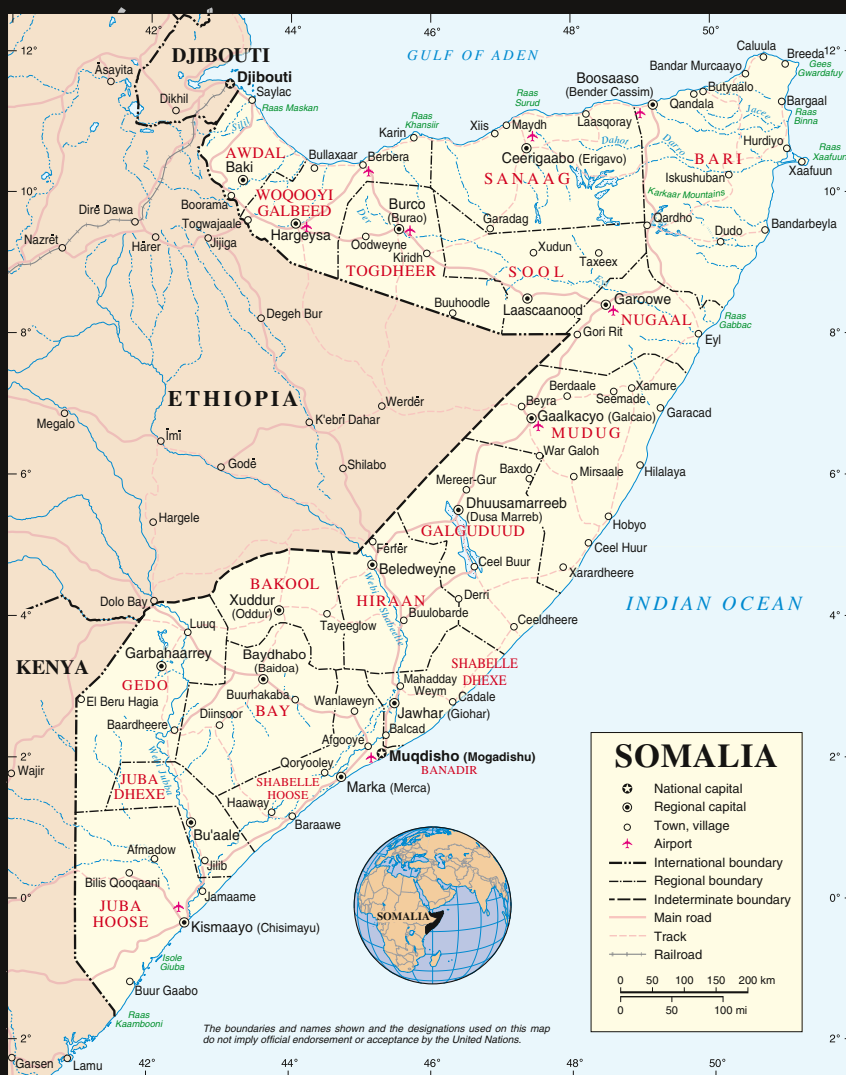 42°
44°
46°
48°
50°
12°
12°
10°
10°
8°
8°
6°
6°
4°
4°
2°
2°
0°
0°
2°
2°
42°
44°
46°
48°
50°
DJIBOUTI
Djibouti
Asayita
Dikhil
Saylac
Raas Maskan
GULF OF ADEN
Caluula
Breeda
Gees
Gwardafuy
Bandar Murcaayo
Butyaalo
Qandala
Bargaal
Raas
Binna
Jacee
Boosaaso
(Bender Cassim)
Raas
Surud
Raas
Khansiir
Karin
Xiis
Maydh
Laasqoray
Dahot
Hurdiyo
Raas
Xaafuun
Xaafuun
Ceerigaabo (Erigavo)
SANAAG
BARI
Iskushuban
Karkaar Mountains
AWDAL
Baki
Bullaxaar
Berbera
WOQOOYI
GALBEED
Boorama
Togwajaale
Hargeysa
Burco
(Burao)
Oodweyne
Kiridh
TOGDHEER
Garadag
Xudun
Taxeex
SOOL
Qardho
Dudo
Bandarbeyla
Dirē Dawa
Nazrēt
Hārer
Jijiga
Buuhoodle
Laascaanood
Garoowe
NUGAAL
Gori Rit
Raas
Gabbac
Eyl
Degeh Bur
ETHIOPIA
Werdēr
K'ebrī Dahar
Megalo
Īmī
Godē
Shilabo
Hargele
Berdaale
Xamure
Seemade
Beyra
Garacad
Gaalkacyo (Galcaio)
MUDUG
War Galoh
Baxdo
Mirsaale
Hilalaya
Mereer-Gur
Dhuusamarreeb
(Dusa Marreb)
GALGUDUUD
Hobyo
Ceel Huur
Ferfer
Beledweyne
Ceel Buur
Xarardheere
INDIAN OCEAN
BAKOOL
Xuddur
(Oddur)
Tayeeglow
HIRAAN
Webi Shabeelle
Buulobarde
Derri
Ceeldheere
Dolo Bay
Luuq
KENYA
Garbahaarrey
GEDO
Baydhabo
(Baidoa)
SHABELLE
DHEXE
Mahadday
Weym
El Beru Hagia
Buurhakaba
BAY
Wanlaweyn
Cadale
Jawhar (Giohar)
Baardheere
Diinsoor
Balcad
Afgooye
Muqdisho (Mogadishu)
BANADIR
Webi Jubba
Qoryooley
Wajir
JUBA
DHEXE
SHABELLE
HOOSE
Marka (Merca)
Haaway
Baraawe
Bu'aale
Afmadow
Jilib
Bilis Qooqaani
Jamaame
JUBA
HOOSE
Kismaayo (Chisimayu)
Isole
Giuba
Buur Gaabo
Raas
Kaambooni
Garsen
Lamu
SOMALIA
SOMALIA
National capital
Regional capital
Town, village
Airport
International boundary
Regional boundary
Indeterminate boundary
Main road
Track
Railroad
0 50 100 150 200 km
0 50 100 mi
The boundaries and names shown and the designations used on this map
do not imply official endorsement or acceptance by the United Nations.